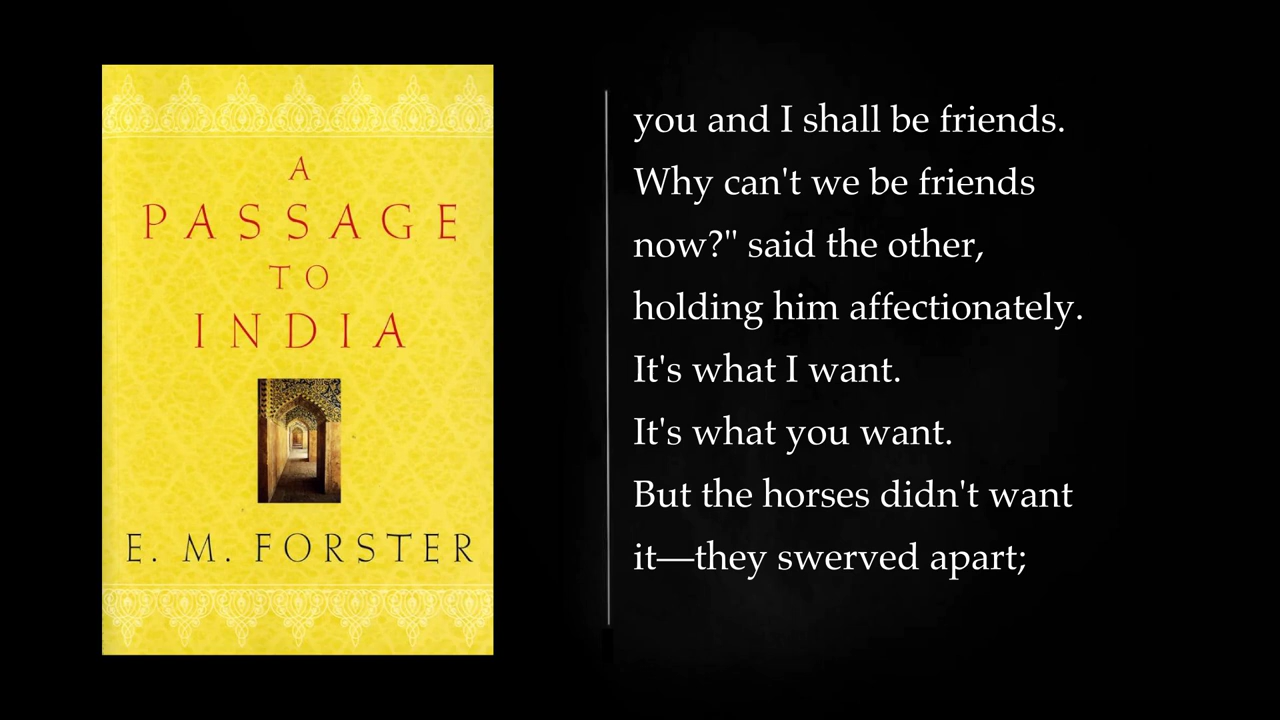 A
PASSAGE
TO
INDIA
E. M. FORSTER
you and I shall be friends.
Why can't we be friends
now?" said the other,
holding him affectionately.
It's what I want.
It's what you want.
But the horses didn't want
it—they swerved apart;